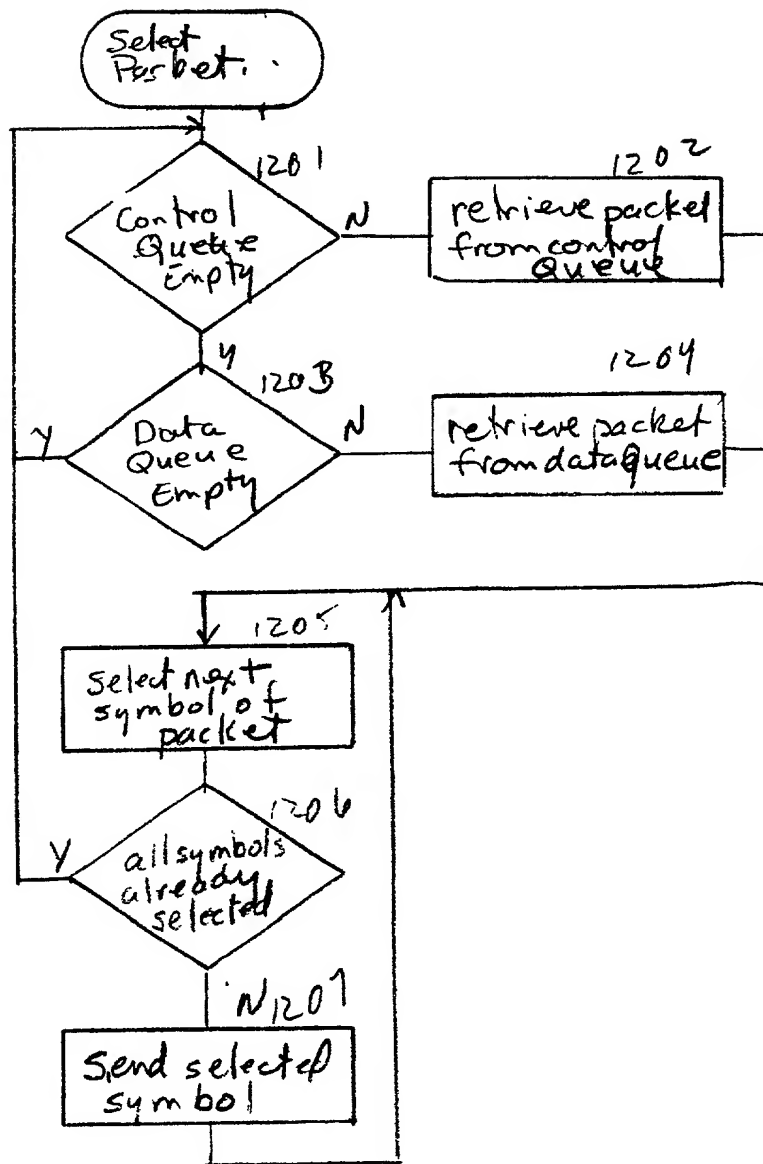 Select
Packet
1201
Control
Queue
Empty
N
1202
retrieve packet
from control
Queue
Y
1203
Data
Queue
Empty
Y
N
1204
retrieve packet
from data Queue
1205
select next
symbol of
packet
1206
all symbols
already
selected
Y
N
1207
Send selected
symbol